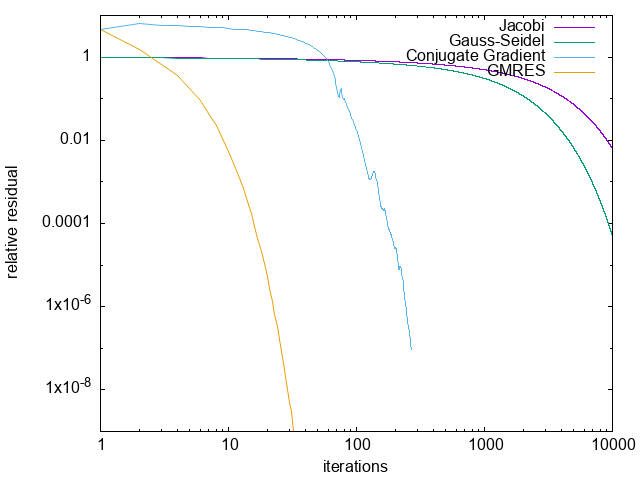 Jacobi
Gauss-Seidel
Conjugate Gradient
GMRES
1
0.01
0.0001
1x10-6
1x10-8
relative residual
1
10
100
1000
10000
iterations